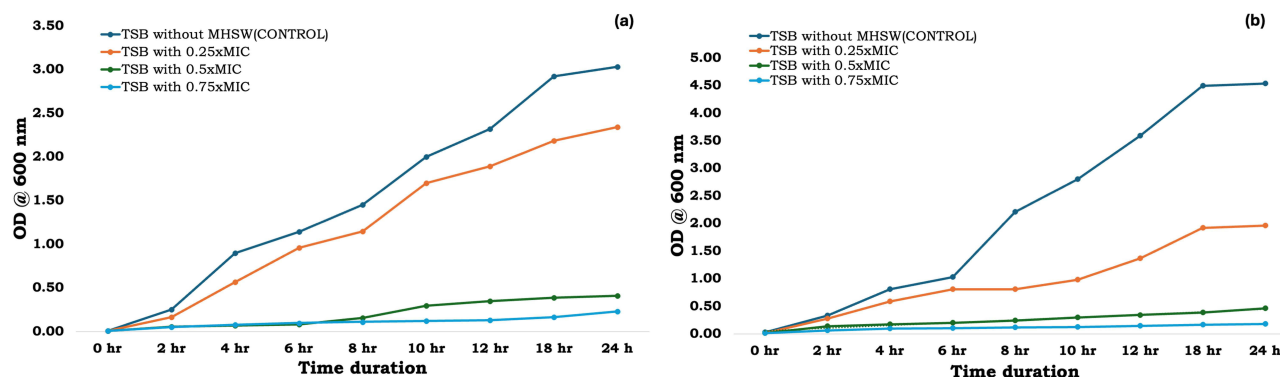 (a)
3.50
TSB without MHSW(CONTROL)
TSB with 0.25xMIC
TSB with 0.5xMIC
TSB with 0.75xMIC
3.00
2.50
2.00
1.50
1.00
0.50
0.00
OD @ 600 nm
0 hr 2 hr 4 hr 6 hr 8 hr 10 hr 12 hr 18 hr 24 h
Time duration
(b)
TSB without MHSW(CONTROL)
TSB with 0.25xMIC
TSB with 0.5xMIC
TSB with 0.75xMIC
5.00
4.50
4.00
3.50
3.00
2.50
2.00
1.50
1.00
0.50
0.00
OD @ 600 nm
0 hr 2 hr 4 hr 6 hr 8 hr 10 hr 12 hr 18 hr 24 h
Time duration